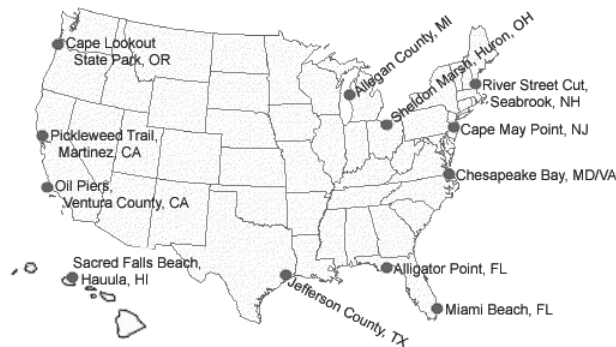 Cape Lookout
State Park, OR
Allegan County, MI
Sheldon Marsh, Huron, OH
River Street Cut,
Seabrook, NH
Pickleweed Trail,
Martinez, CA
Cape May Point, NJ
Oil Piers,
Ventura County, CA
Chesapeake Bay, MD/VA
Sacred Falls Beach,
Hauula, HI
Jefferson County, TX
Alligator Point, FL
Miami Beach, FL